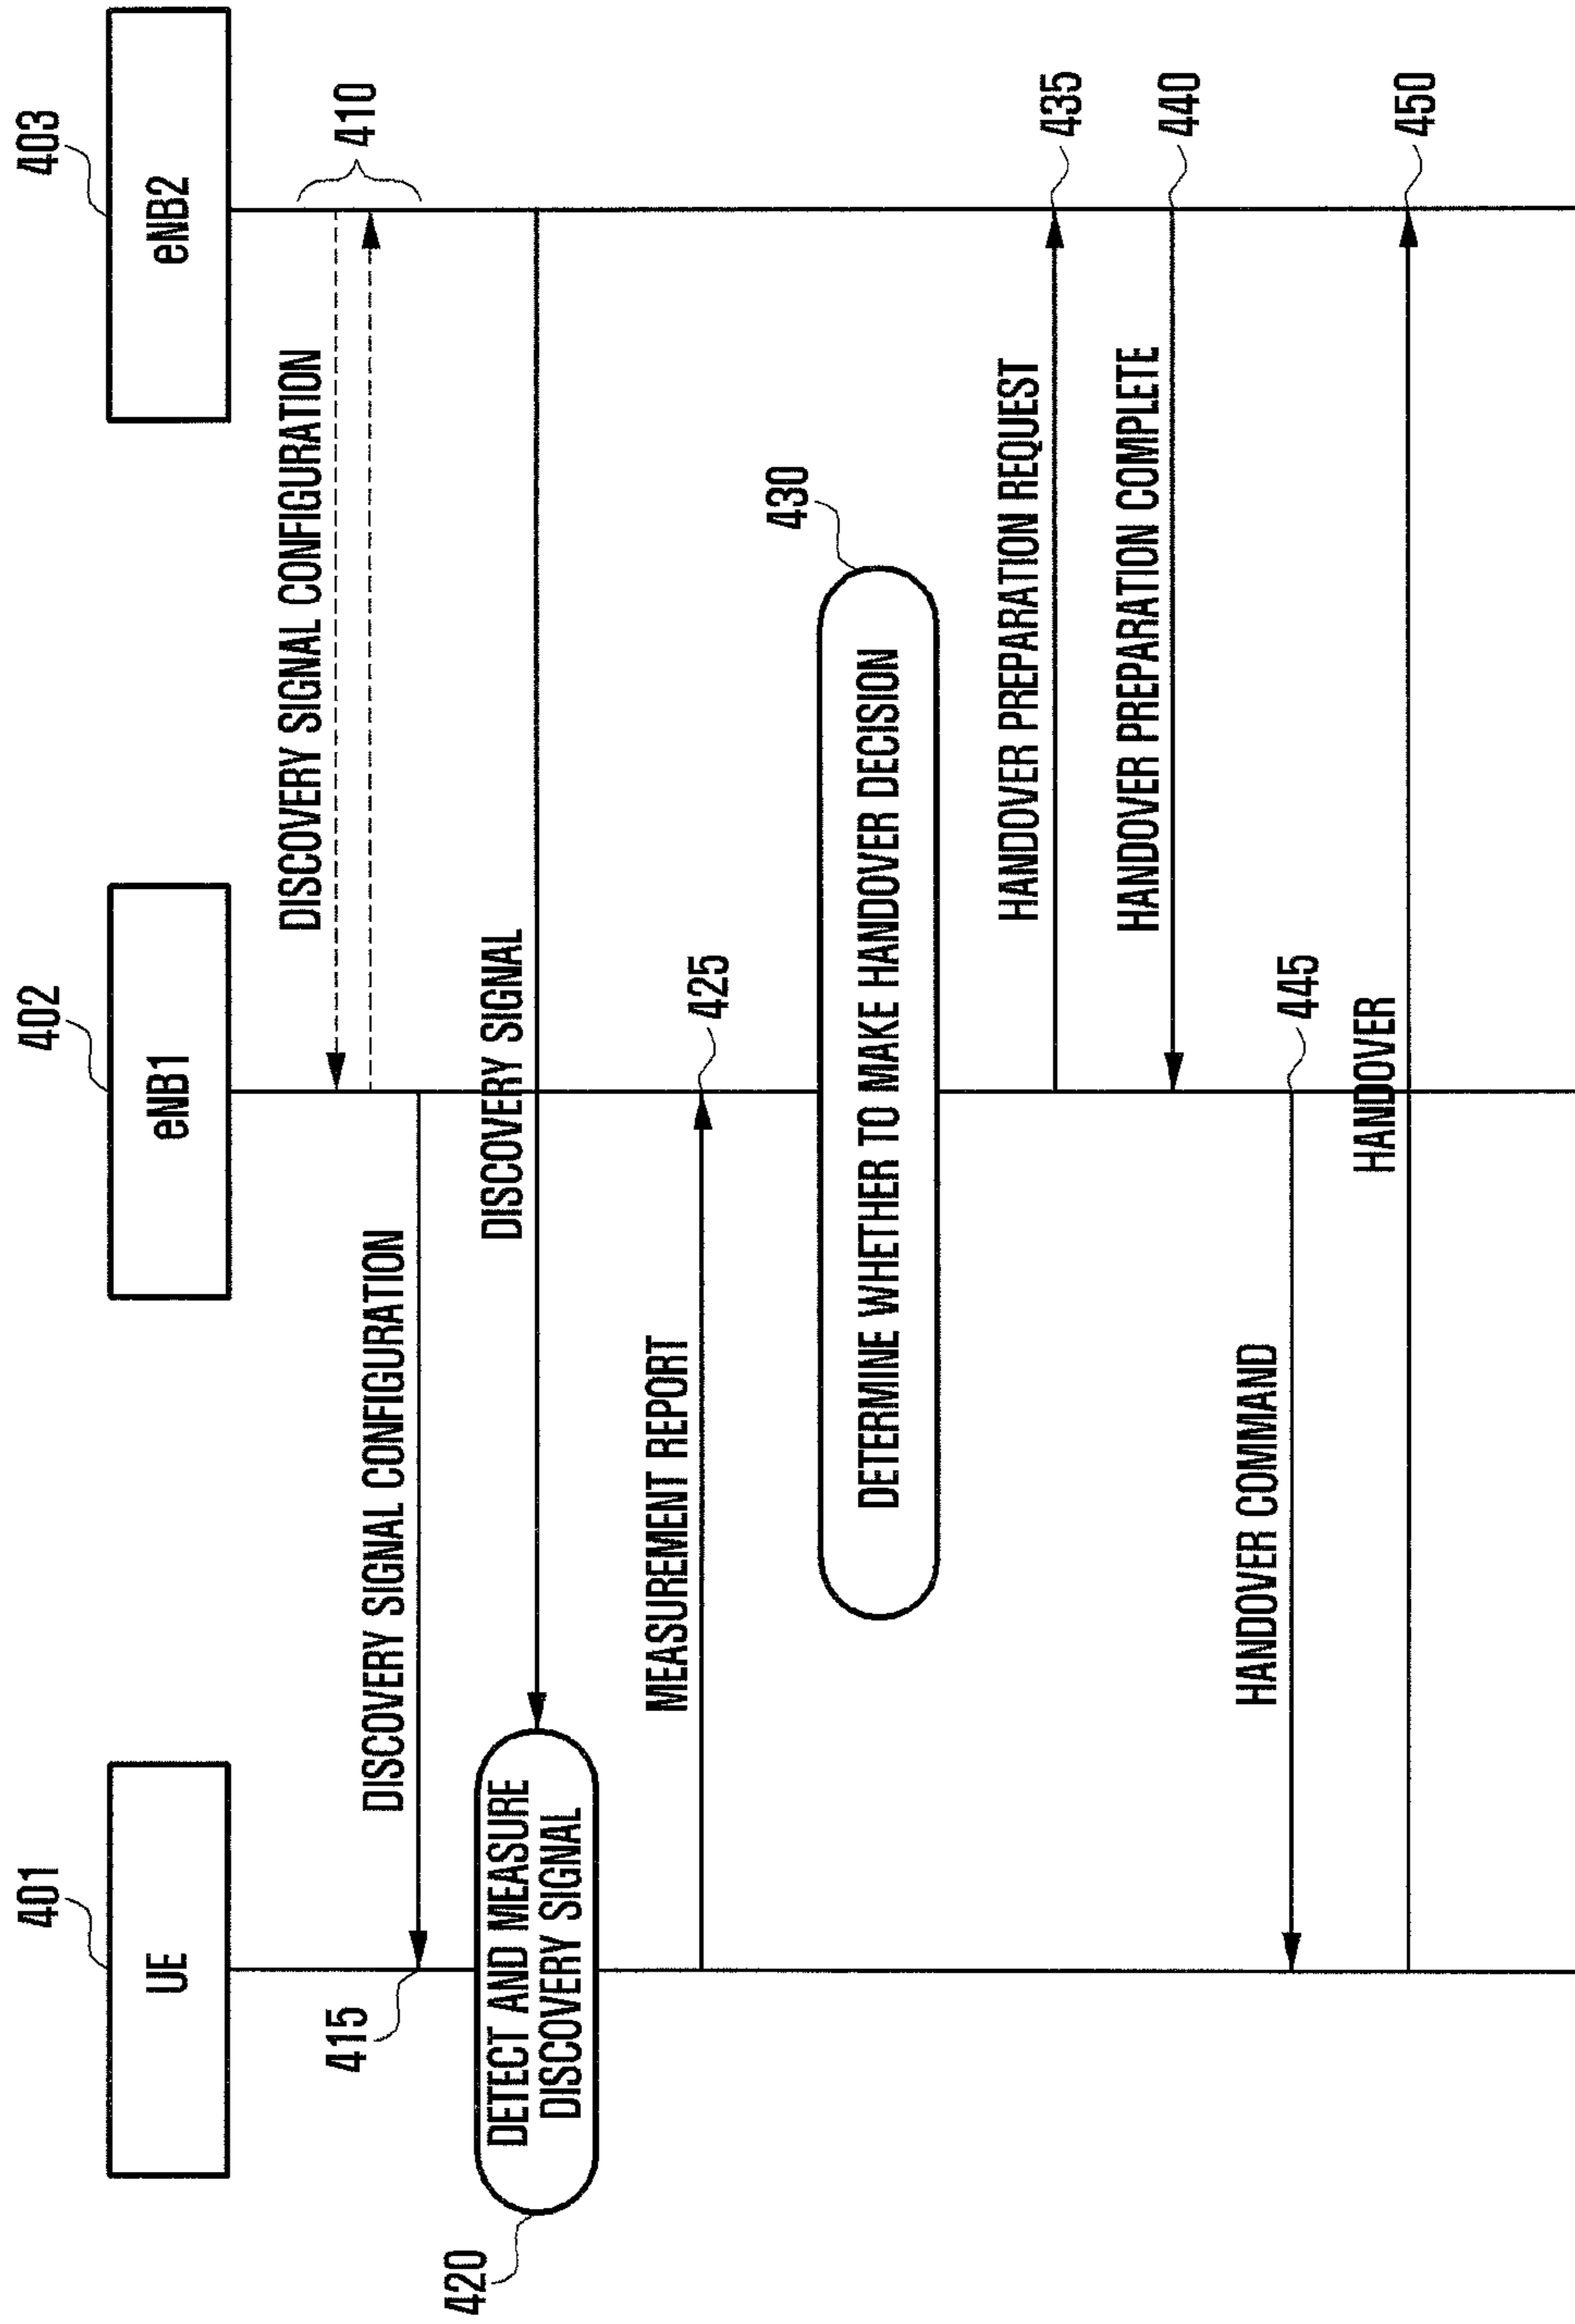 401
402
403
UE
eNB1
eNB2
DISCOVERY SIGNAL CONFIGURATION
410
DISCOVERY SIGNAL CONFIGURATION
415
DISCOVERY SIGNAL
DETECT AND MEASURE
DISCOVERY SIGNAL
420
MEASUREMENT REPORT
425
430
DETERMINE WHETHER TO MAKE HANDOVER DECISION
HANDOVER PREPARATION REQUEST
435
HANDOVER PREPARATION COMPLETE
440
HANDOVER COMMAND
445
HANDOVER
450